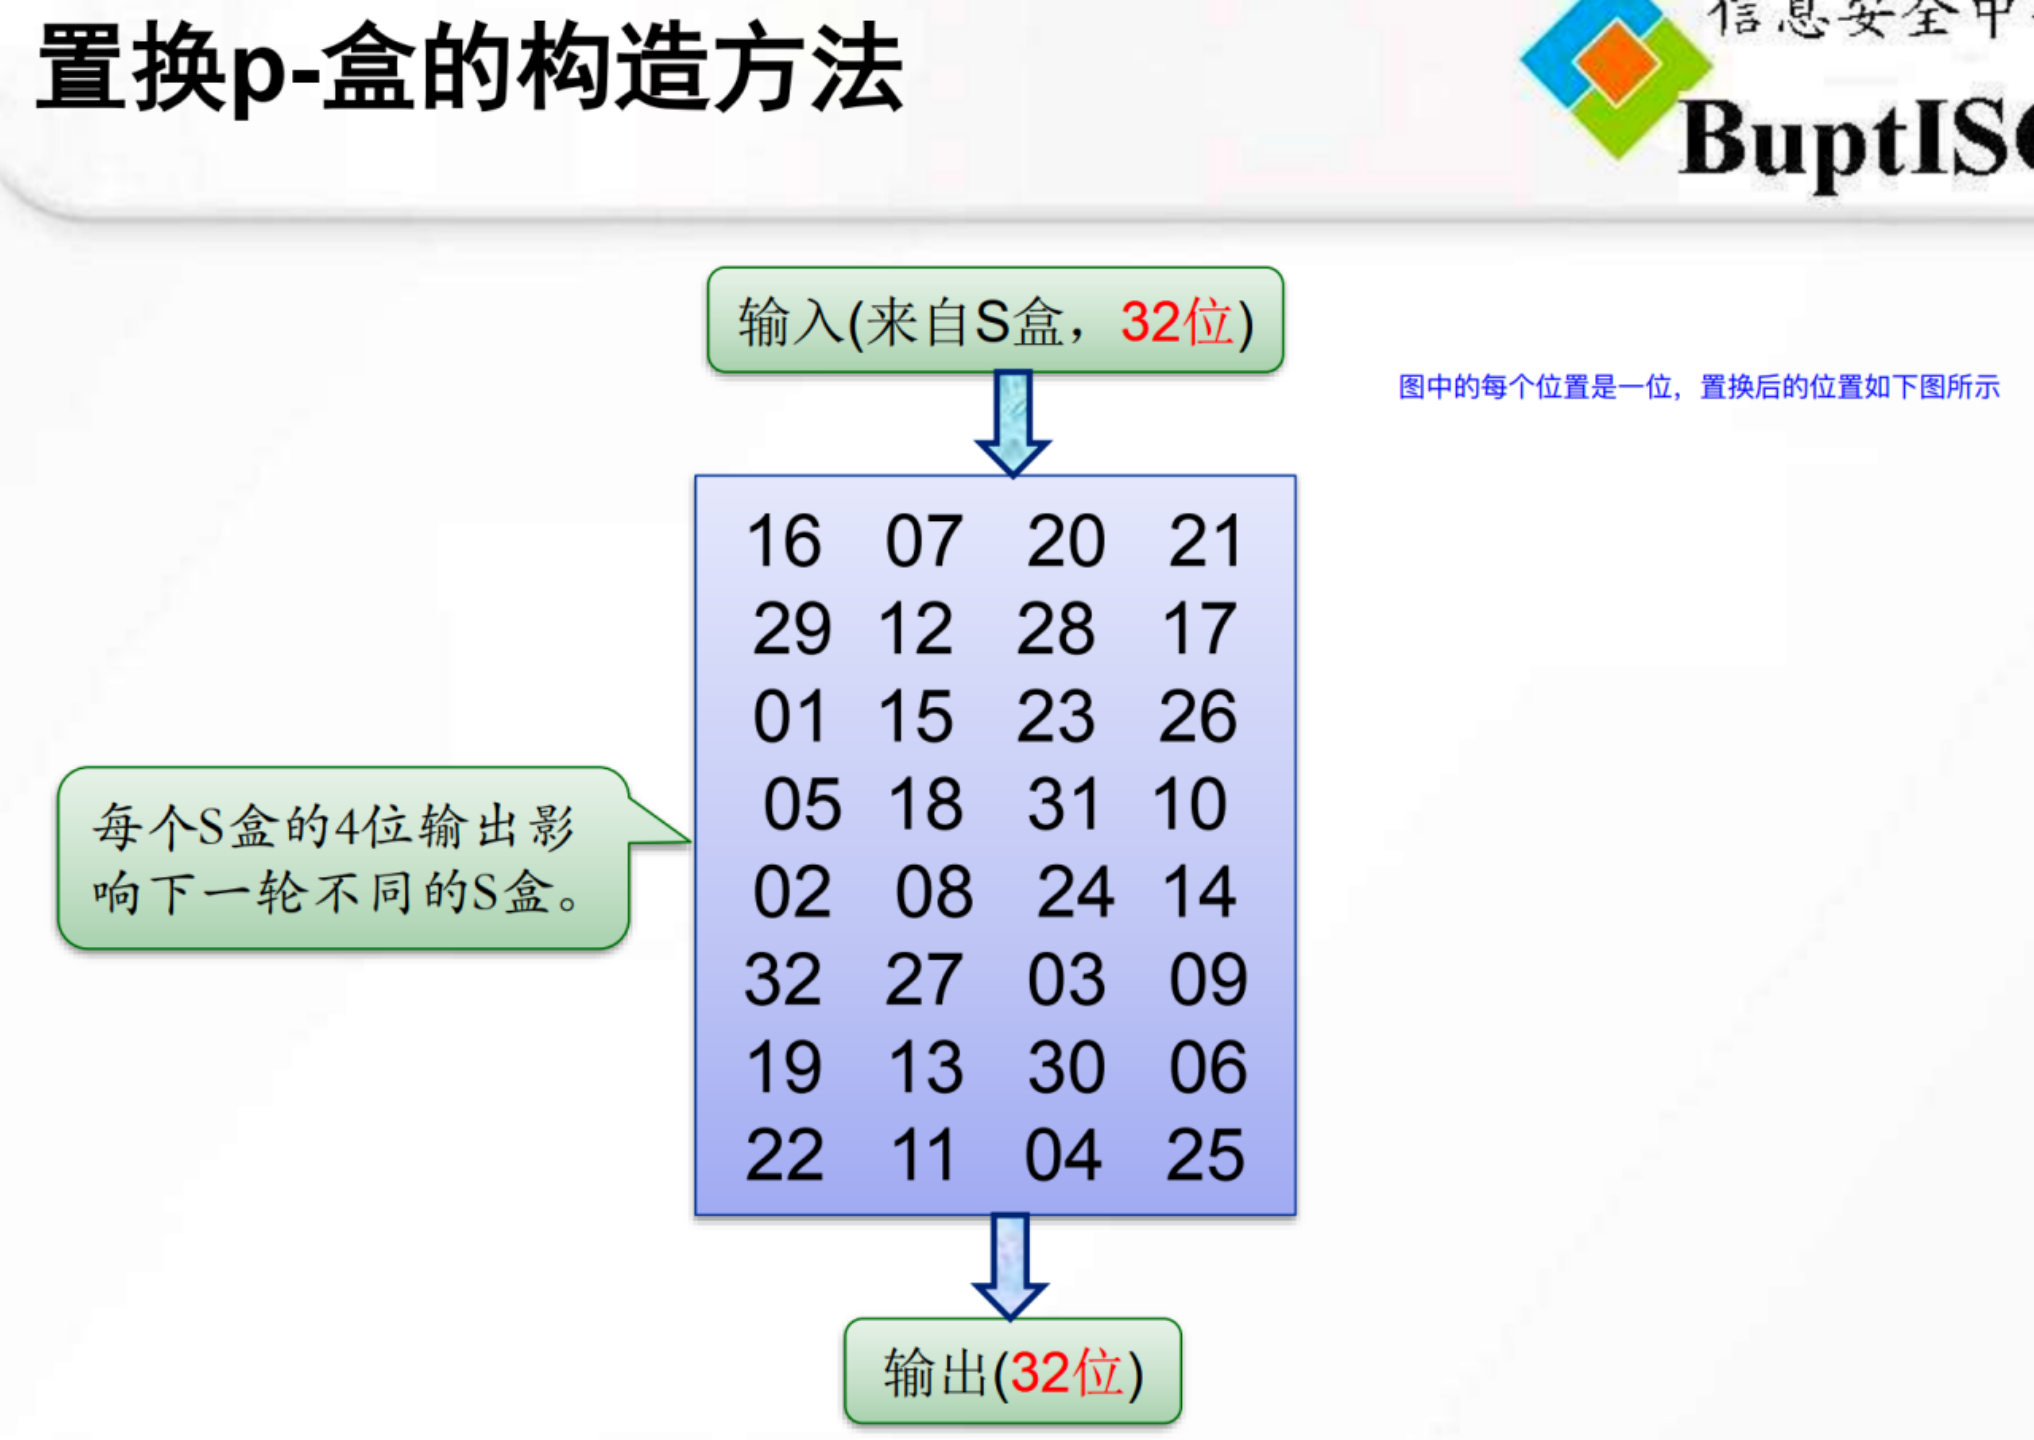 置换p-盒的构造方法
信息安全中
BuptIS
输入(来自S盒，32位)
图中的每个位置是一位，置换后的位置如下图所示
16 07 20 21
29 12 28 17
01 15 23 26
05 18 31 10
02 08 24 14
32 27 03 09
19 13 30 06
22 11 04 25
每个S盒的4位输出影
响下一轮不同的S盒。
输出(32位)